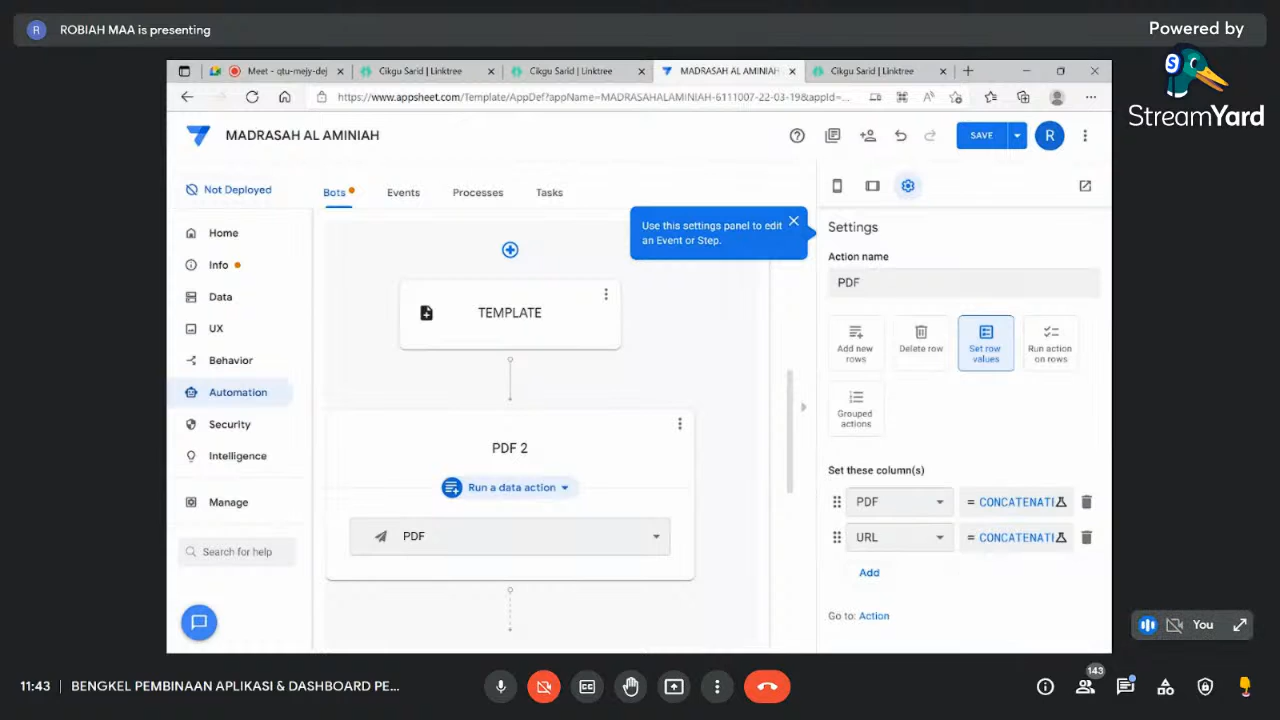 R ROBIAH MAA is presenting
Powered by
StreamYard
Meet - qtu-mejy-dej
Cikgu Sarid | Linktree
Cikgu Sarid | Linktree
MADRASAH AL AMINIAH
Cikgu Sarid | Linktree
https://www.appsheet.com/Template/AppDef?appName=MADRASAHALAMINIAH-6111007-22-03-19&appId=...
MADRASAH AL AMINIAH
SAVE
R
Not Deployed
Bots
Events
Processes
Tasks
Home
Info
Data
UX
Behavior
Automation
Security
Intelligence
Manage
Search for help
TEMPLATE
PDF 2
Run a data action
PDF
Use this settings panel to edit
an Event or Step.
Settings
Action name
PDF
Add new
rows
Delete row
Set row
values
Run action
on rows
Grouped
actions
Set these column(s)
PDF
= CONCATENATI
URL
= CONCATENATI
Add
Go to: Action
You
11:43 | BENGKEL PEMBINAAN APLIKASI & DASHBOARD PE...
143